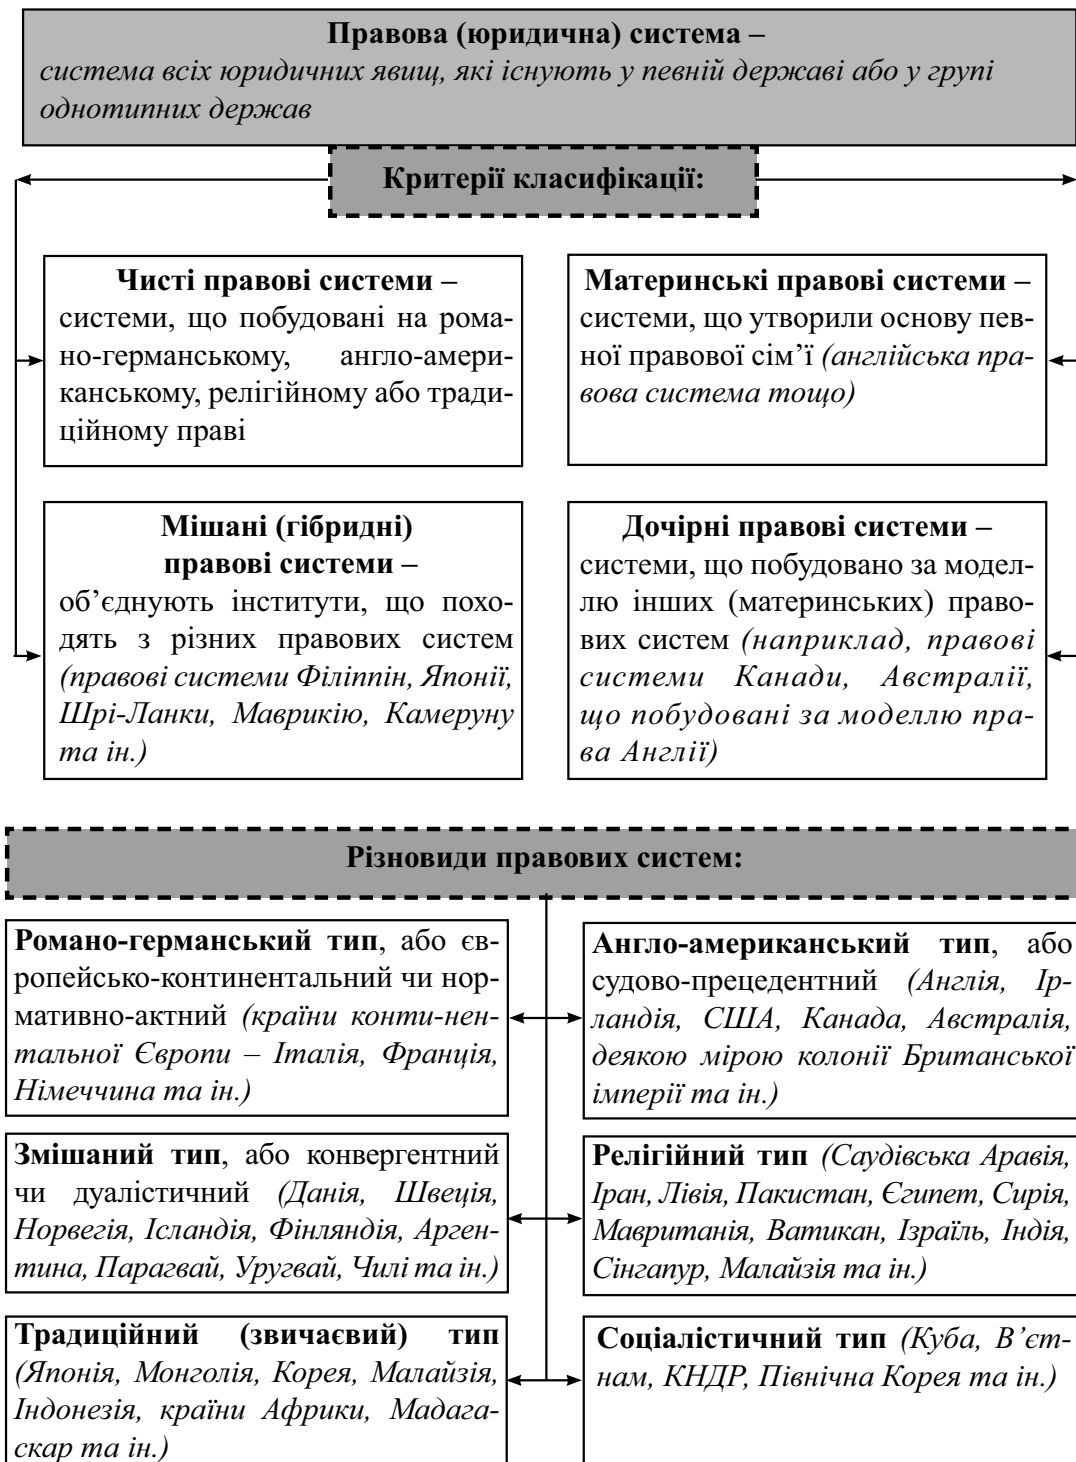 Правова (юридична) система –
система всіх юридичних явищ, які існують у певній державі або у групі
однотипних держав
Критерії класифікації:
Чисті правові системи –
системи, що побудовані на рома-
но-германському, англо-амери-
канському, релігійному або тради-
ційному праві
Материнські правові системи –
системи, що утворили основу пев-
ної правової сім’ї (англійська пра-
вова система тощо)
Мішані (гібридні)
правові системи –
об’єднують інститути, що похо-
дять з різних правових систем
(правові системи Філіппін, Японії,
Шрі-Ланки, Маврикію, Камеруну
та ін.)
Дочірні правові системи –
системи, що побудовано за модел-
лю інших (материнських) право-
вих систем (наприклад, правові
системи Канади, Австралії,
що побудовані за моделлю пра-
ва Англії)
Різновиди правових систем:
Романо-германський тип, або єв-
ропейсько-континентальний чи нор-
мативно-актний (країни конти-нен-
тальної Європи – Італія, Франція,
Німеччина та ін.)
Англо-американський тип, або
судово-прецедентний (Англія, Ір-
ландія, США, Канада, Австралія,
деякою мірою колонії Британської
імперії та ін.)
Змішаний тип, або конвергентний
чи дуалістичний (Данія, Швеція,
Норвегія, Ісландія, Фінляндія, Арген-
тина, Парагвай, Уругвай, Чилі та ін.)
Релігійний тип (Саудівська Аравія,
Іран, Лівія, Пакистан, Єгипет, Сирія,
Мавританія, Ватикан, Ізраїль, Індія,
Сінгапур, Малайзія та ін.)
Традиційний (звичаєвий) тип
(Японія, Монголія, Корея, Малайзія,
Індонезія, країни Африки, Мадага-
скар та ін.)
Соціалістичний тип (Куба, В’єт-
нам, КНДР, Північна Корея та ін.)